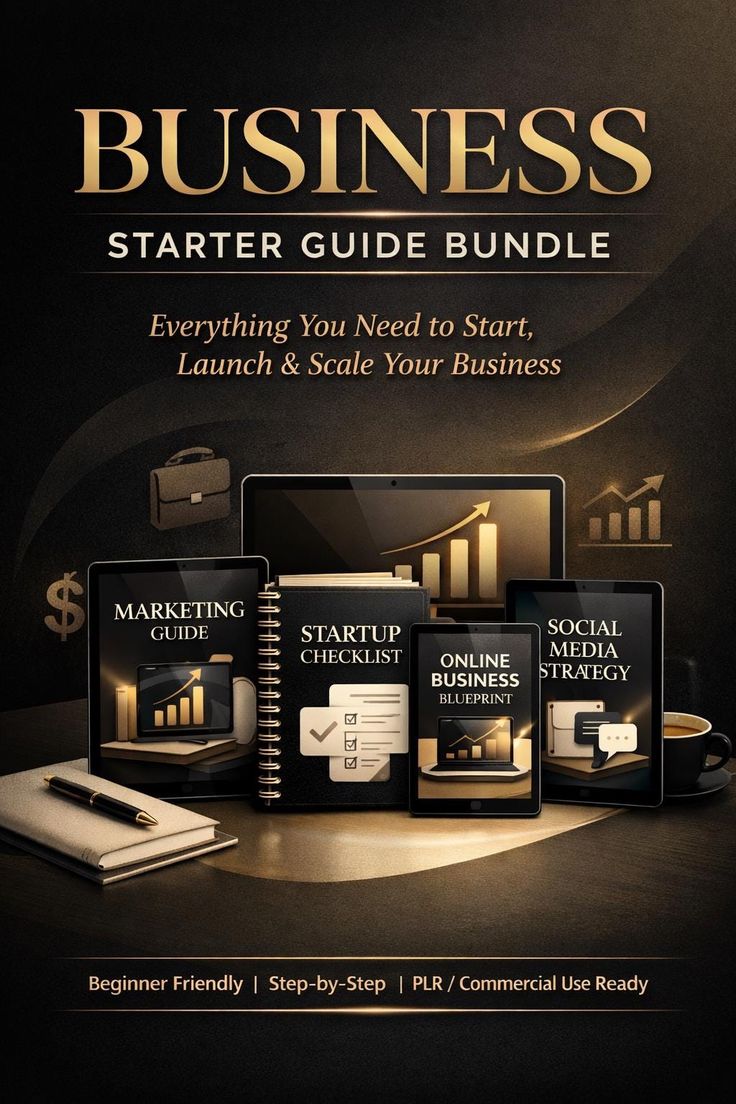 BUSINESS
STARTER GUIDE BUNDLE
Everything You Need to Start,
Launch & Scale Your Business
MARKETING
GUIDE
STARTUP
CHECKLIST
ONLINE
BUSINESS
BLUEPRINT
SOCIAL
MEDIA
STRATEGY
$
Beginner Friendly | Step-by-Step | PLR / Commercial Use Ready